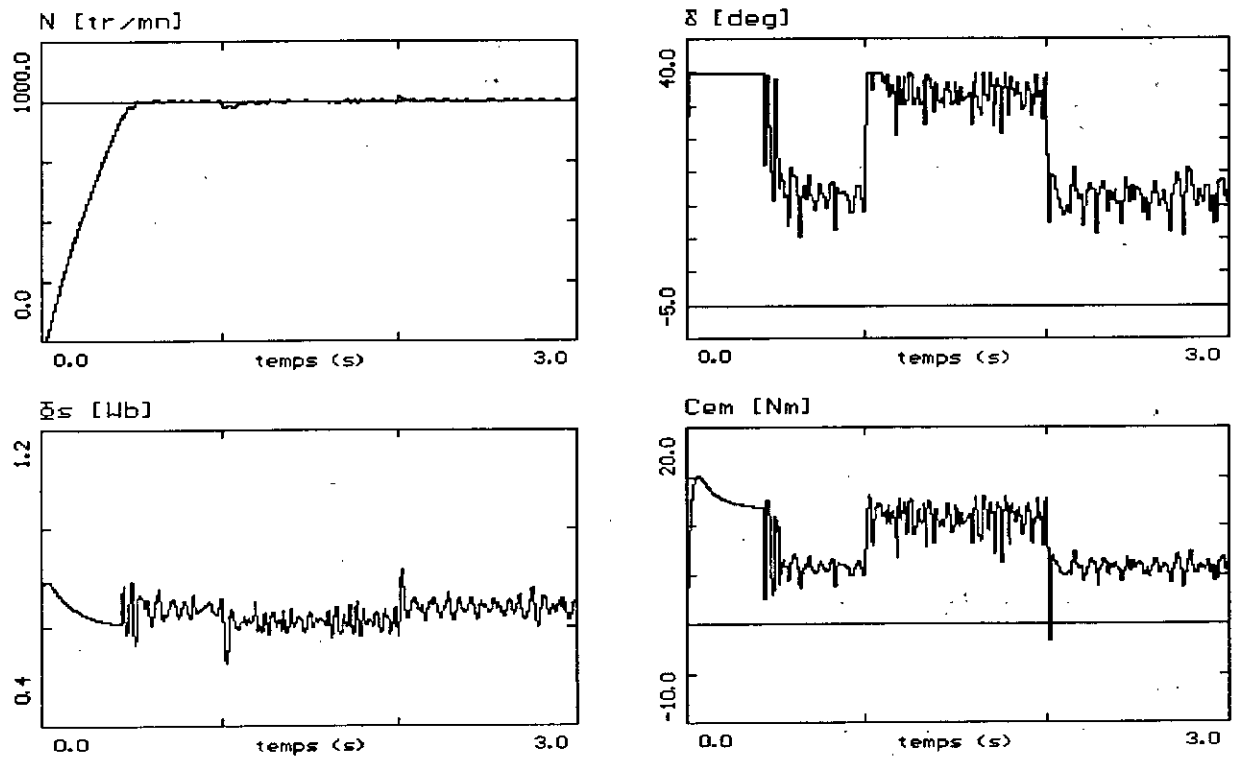 N [tr/mn]
1000.0
0.0
0.0 temps (s) 3.0
δ [deg]
40.0
-5.0
0.0 temps (s) 3.0
Φs [Wb]
1.2
0.4
0.0 temps (s) 3.0
Cem [Nm]
20.0
-10.0
0.0 temps (s) 3.0